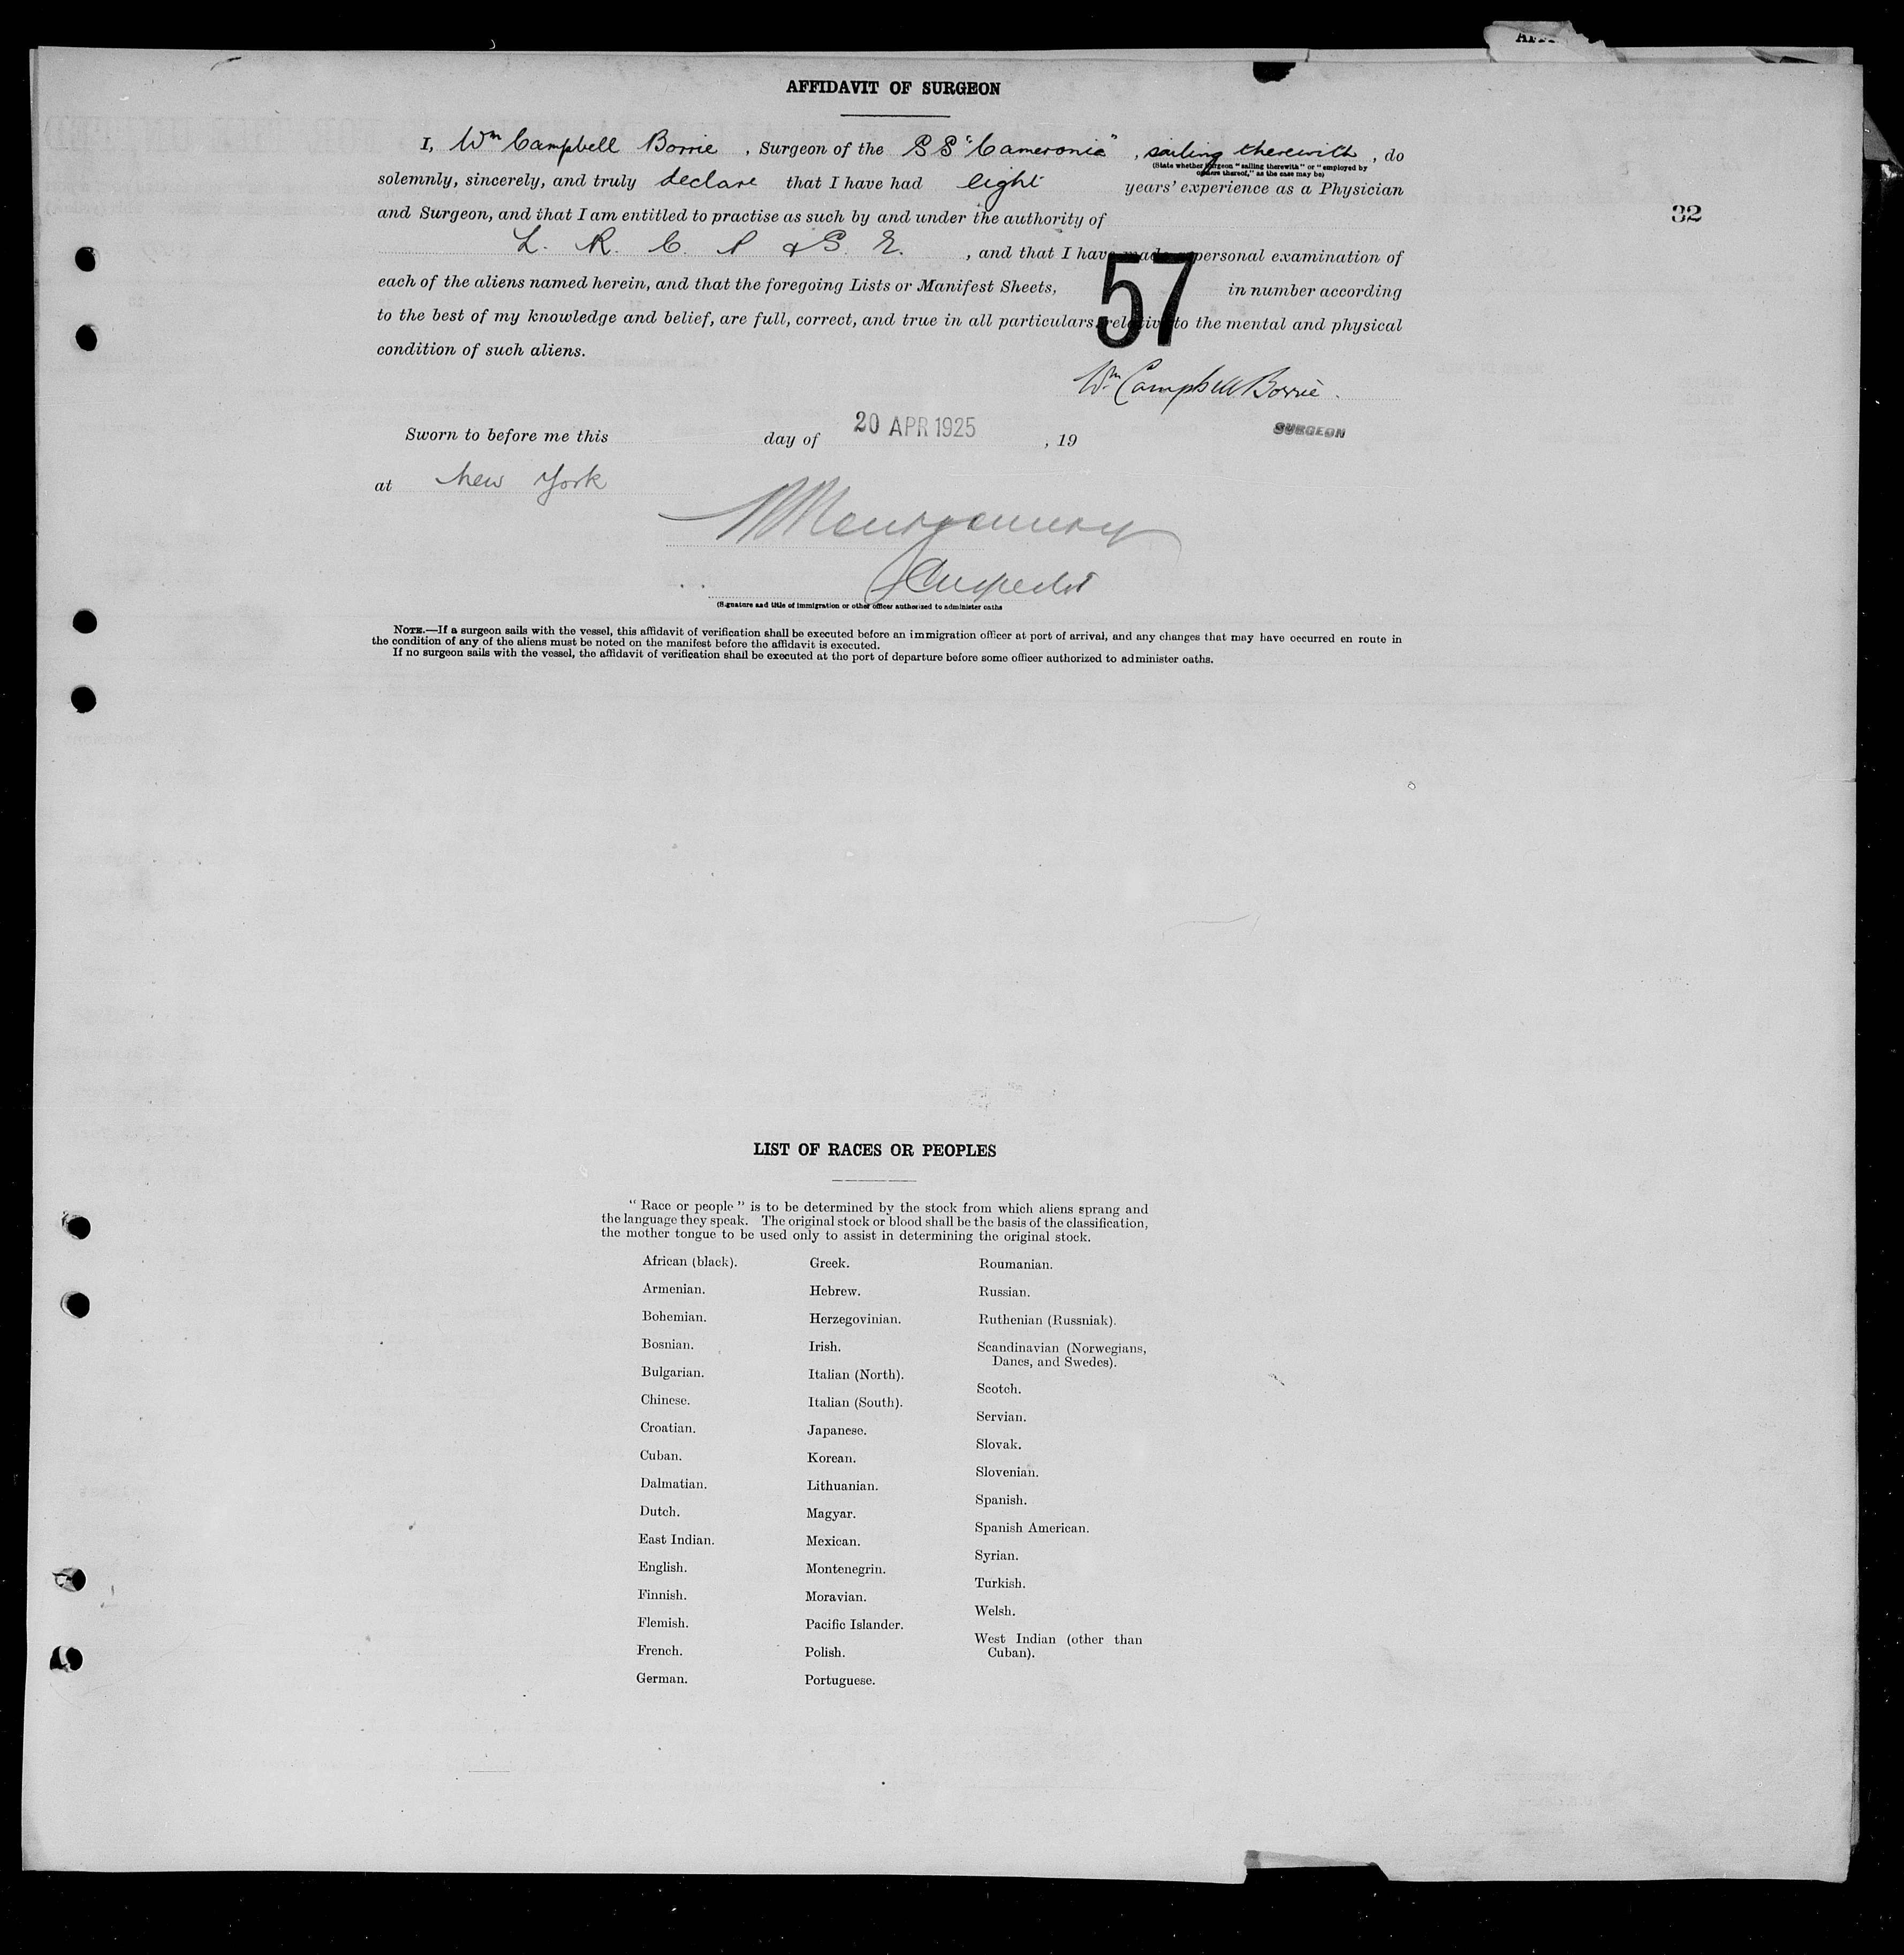 AFFIDAVIT OF SURGEON
I, Wm Campbell Borrie, Surgeon of the SS "Cameronia", sailing therewith, do
(State whether Surgeon "sailing therewith" or "employed by
owners thereof," as the case may be)
solemnly, sincerely, and truly declare that I have had eight years' experience as a Physician
and Surgeon, and that I am entitled to practise as such by and under the authority of
32
L. R. C. P & S. E., and that I have made a personal examination of
each of the aliens named herein, and that the foregoing Lists or Manifest Sheets, 57 in number according
to the best of my knowledge and belief, are full, correct, and true in all particulars relative to the mental and physical
condition of such aliens.
Wm Campbell Borrie.
Sworn to before me this day of 20 APR 1925, 19
SURGEON
at New York
Montgomery
Inspector
(Signature and title of immigration or other officer authorized to administer oaths
NOTE.—If a surgeon sails with the vessel, this affidavit of verification shall be executed before an immigration officer at port of arrival, and any changes that may have occurred en route in
the condition of any of the aliens must be noted on the manifest before the affidavit is executed.
If no surgeon sails with the vessel, the affidavit of verification shall be executed at the port of departure before some officer authorized to administer oaths.
LIST OF RACES OR PEOPLES
"Race or people" is to be determined by the stock from which aliens sprang and
the language they speak. The original stock or blood shall be the basis of the classification,
the mother tongue to be used only to assist in determining the original stock.
African (black).
Armenian.
Bohemian.
Bosnian.
Bulgarian.
Chinese.
Croatian.
Cuban.
Dalmatian.
Dutch.
East Indian.
English.
Finnish.
Flemish.
French.
German.
Greek.
Hebrew.
Herzegovinian.
Irish.
Italian (North).
Italian (South).
Japanese.
Korean.
Lithuanian.
Magyar.
Mexican.
Montenegrin.
Moravian.
Pacific Islander.
Polish.
Portuguese.
Roumanian.
Russian.
Ruthenian (Russniak).
Scandinavian (Norwegians,
Danes, and Swedes).
Scotch.
Servian.
Slovak.
Slovenian.
Spanish.
Spanish American.
Syrian.
Turkish.
Welsh.
West Indian (other than
Cuban).